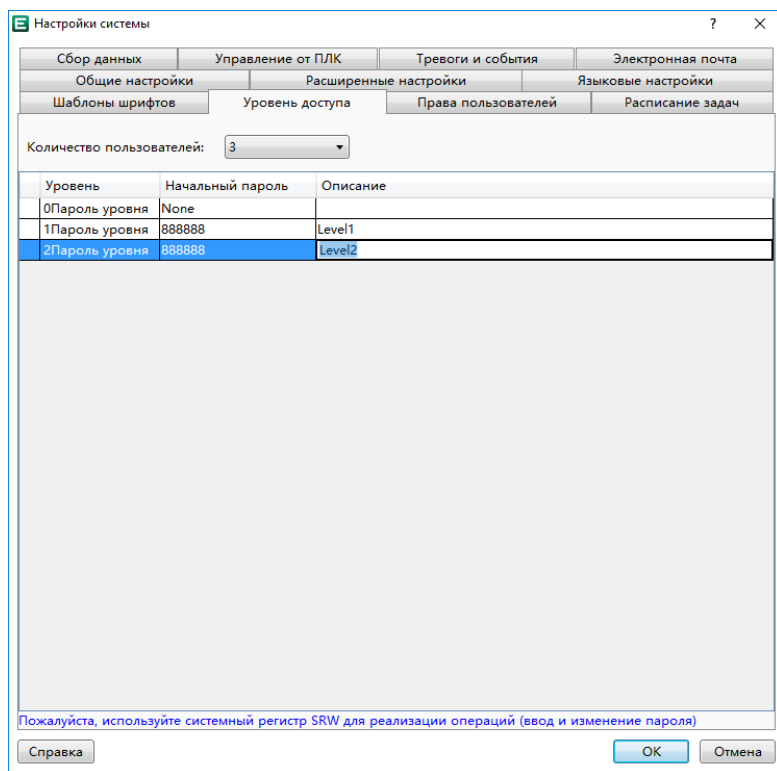 Настройки системы
Сбор данных Управление от ПЛК Тревоги и события Электронная почта
Общие настройки Расширенные настройки Языковые настройки
Шаблоны шрифтов Уровень доступа Права пользователей Расписание задач
Количество пользователей: 3
Уровень Начальный пароль Описание
0Пароль уровня None
1Пароль уровня 888888 Level1
2Пароль уровня 888888 Level2
Пожалуйста, используйте системный регистр SRW для реализации операций (ввод и изменение пароля)
Справка OK Отмена